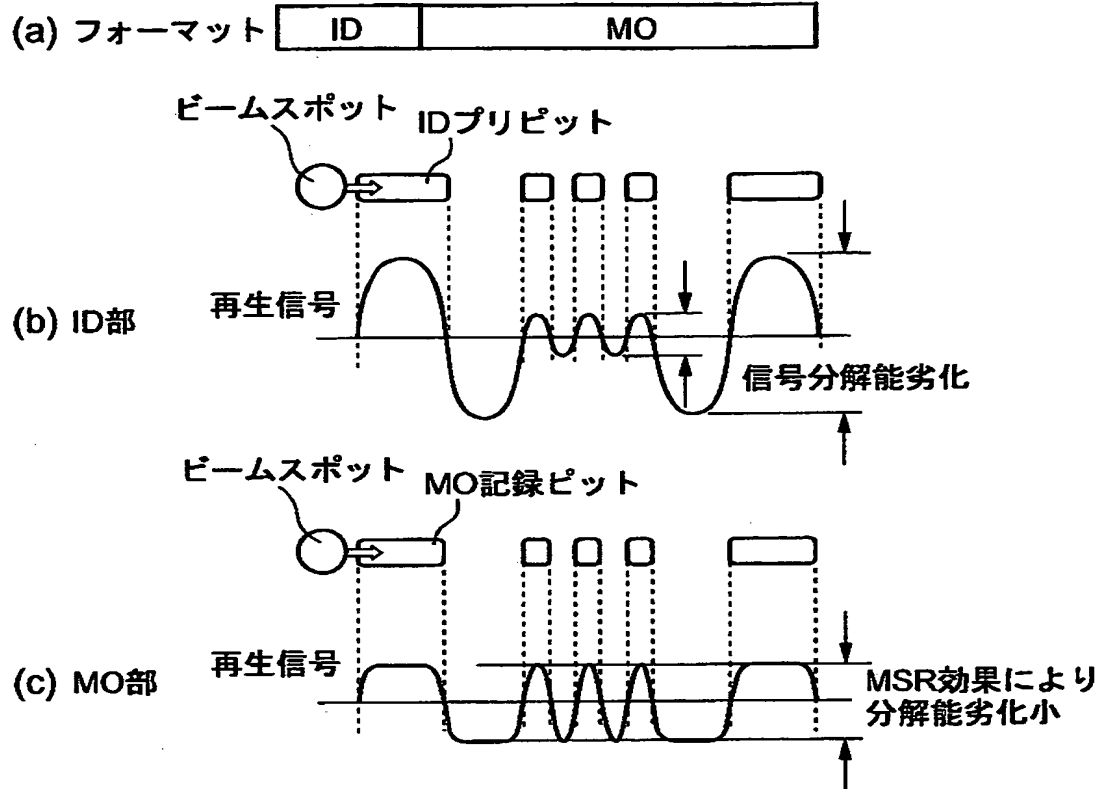 (a) フォーマット ID MO
ビームスポット
IDプリピット
再生信号
(b) ID部
信号分解能劣化
ビームスポット
MO記録ピット
再生信号
(c) MO部
MSR効果により
分解能劣化小